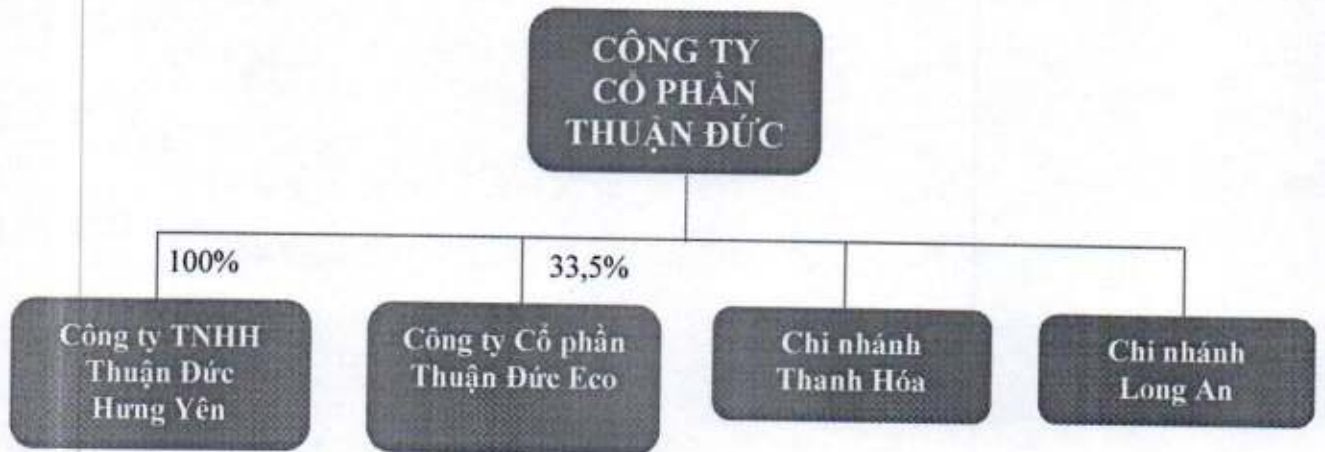 CÔNG TY
CỔ PHẦN
THUẬN ĐỨC
100%
33,5%
Công ty TNHH
Thuận Đức
Hưng Yên
Công ty Cổ phần
Thuận Đức Eco
Chi nhánh
Thanh Hóa
Chi nhánh
Long An